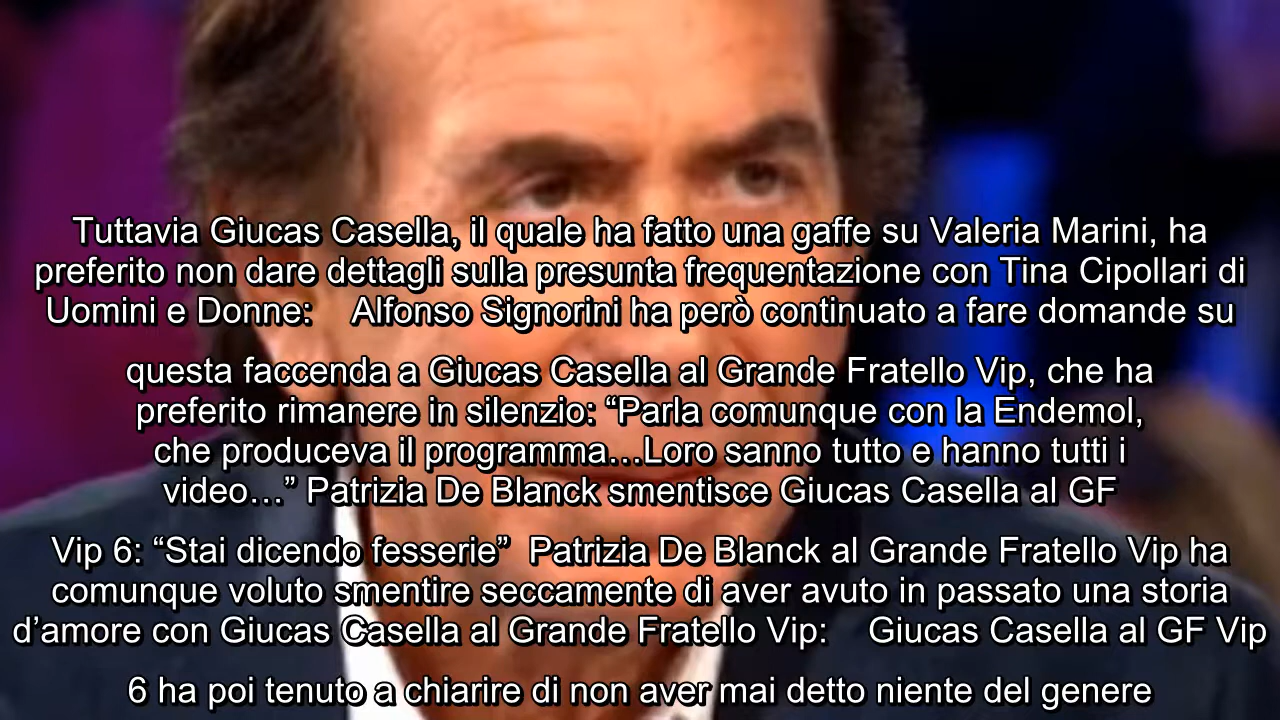 Tuttavia Giucas Casella, il quale ha fatto una gaffe su Valeria Marini, ha
preferito non dare dettagli sulla presunta frequentazione con Tina Cipollari di
Uomini e Donne:    Alfonso Signorini ha però continuato a fare domande su
questa faccenda a Giucas Casella al Grande Fratello Vip, che ha
preferito rimanere in silenzio: “Parla comunque con la Endemol,
che produceva il programma…Loro sanno tutto e hanno tutti i
video…” Patrizia De Blanck smentisce Giucas Casella al GF
Vip 6: “Stai dicendo fesserie”  Patrizia De Blanck al Grande Fratello Vip ha
comunque voluto smentire seccamente di aver avuto in passato una storia
d’amore con Giucas Casella al Grande Fratello Vip:    Giucas Casella al GF Vip
6 ha poi tenuto a chiarire di non aver mai detto niente del genere